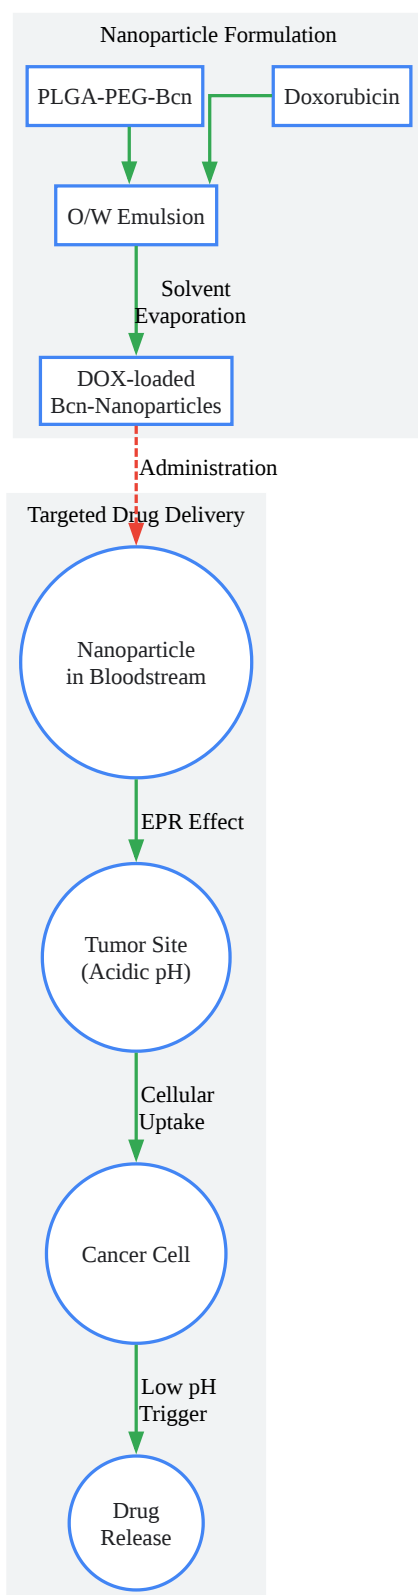 Nanoparticle Formulation
PLGA-PEG-Bcn
Doxorubicin
O/W Emulsion
Solvent
Evaporation
DOX-loaded
Bcn-Nanoparticles
Administration
Targeted Drug Delivery
Nanoparticle
in Bloodstream
EPR Effect
Tumor Site
(Acidic pH)
Cellular
Uptake
Cancer Cell
Low pH
Trigger
Drug
Release